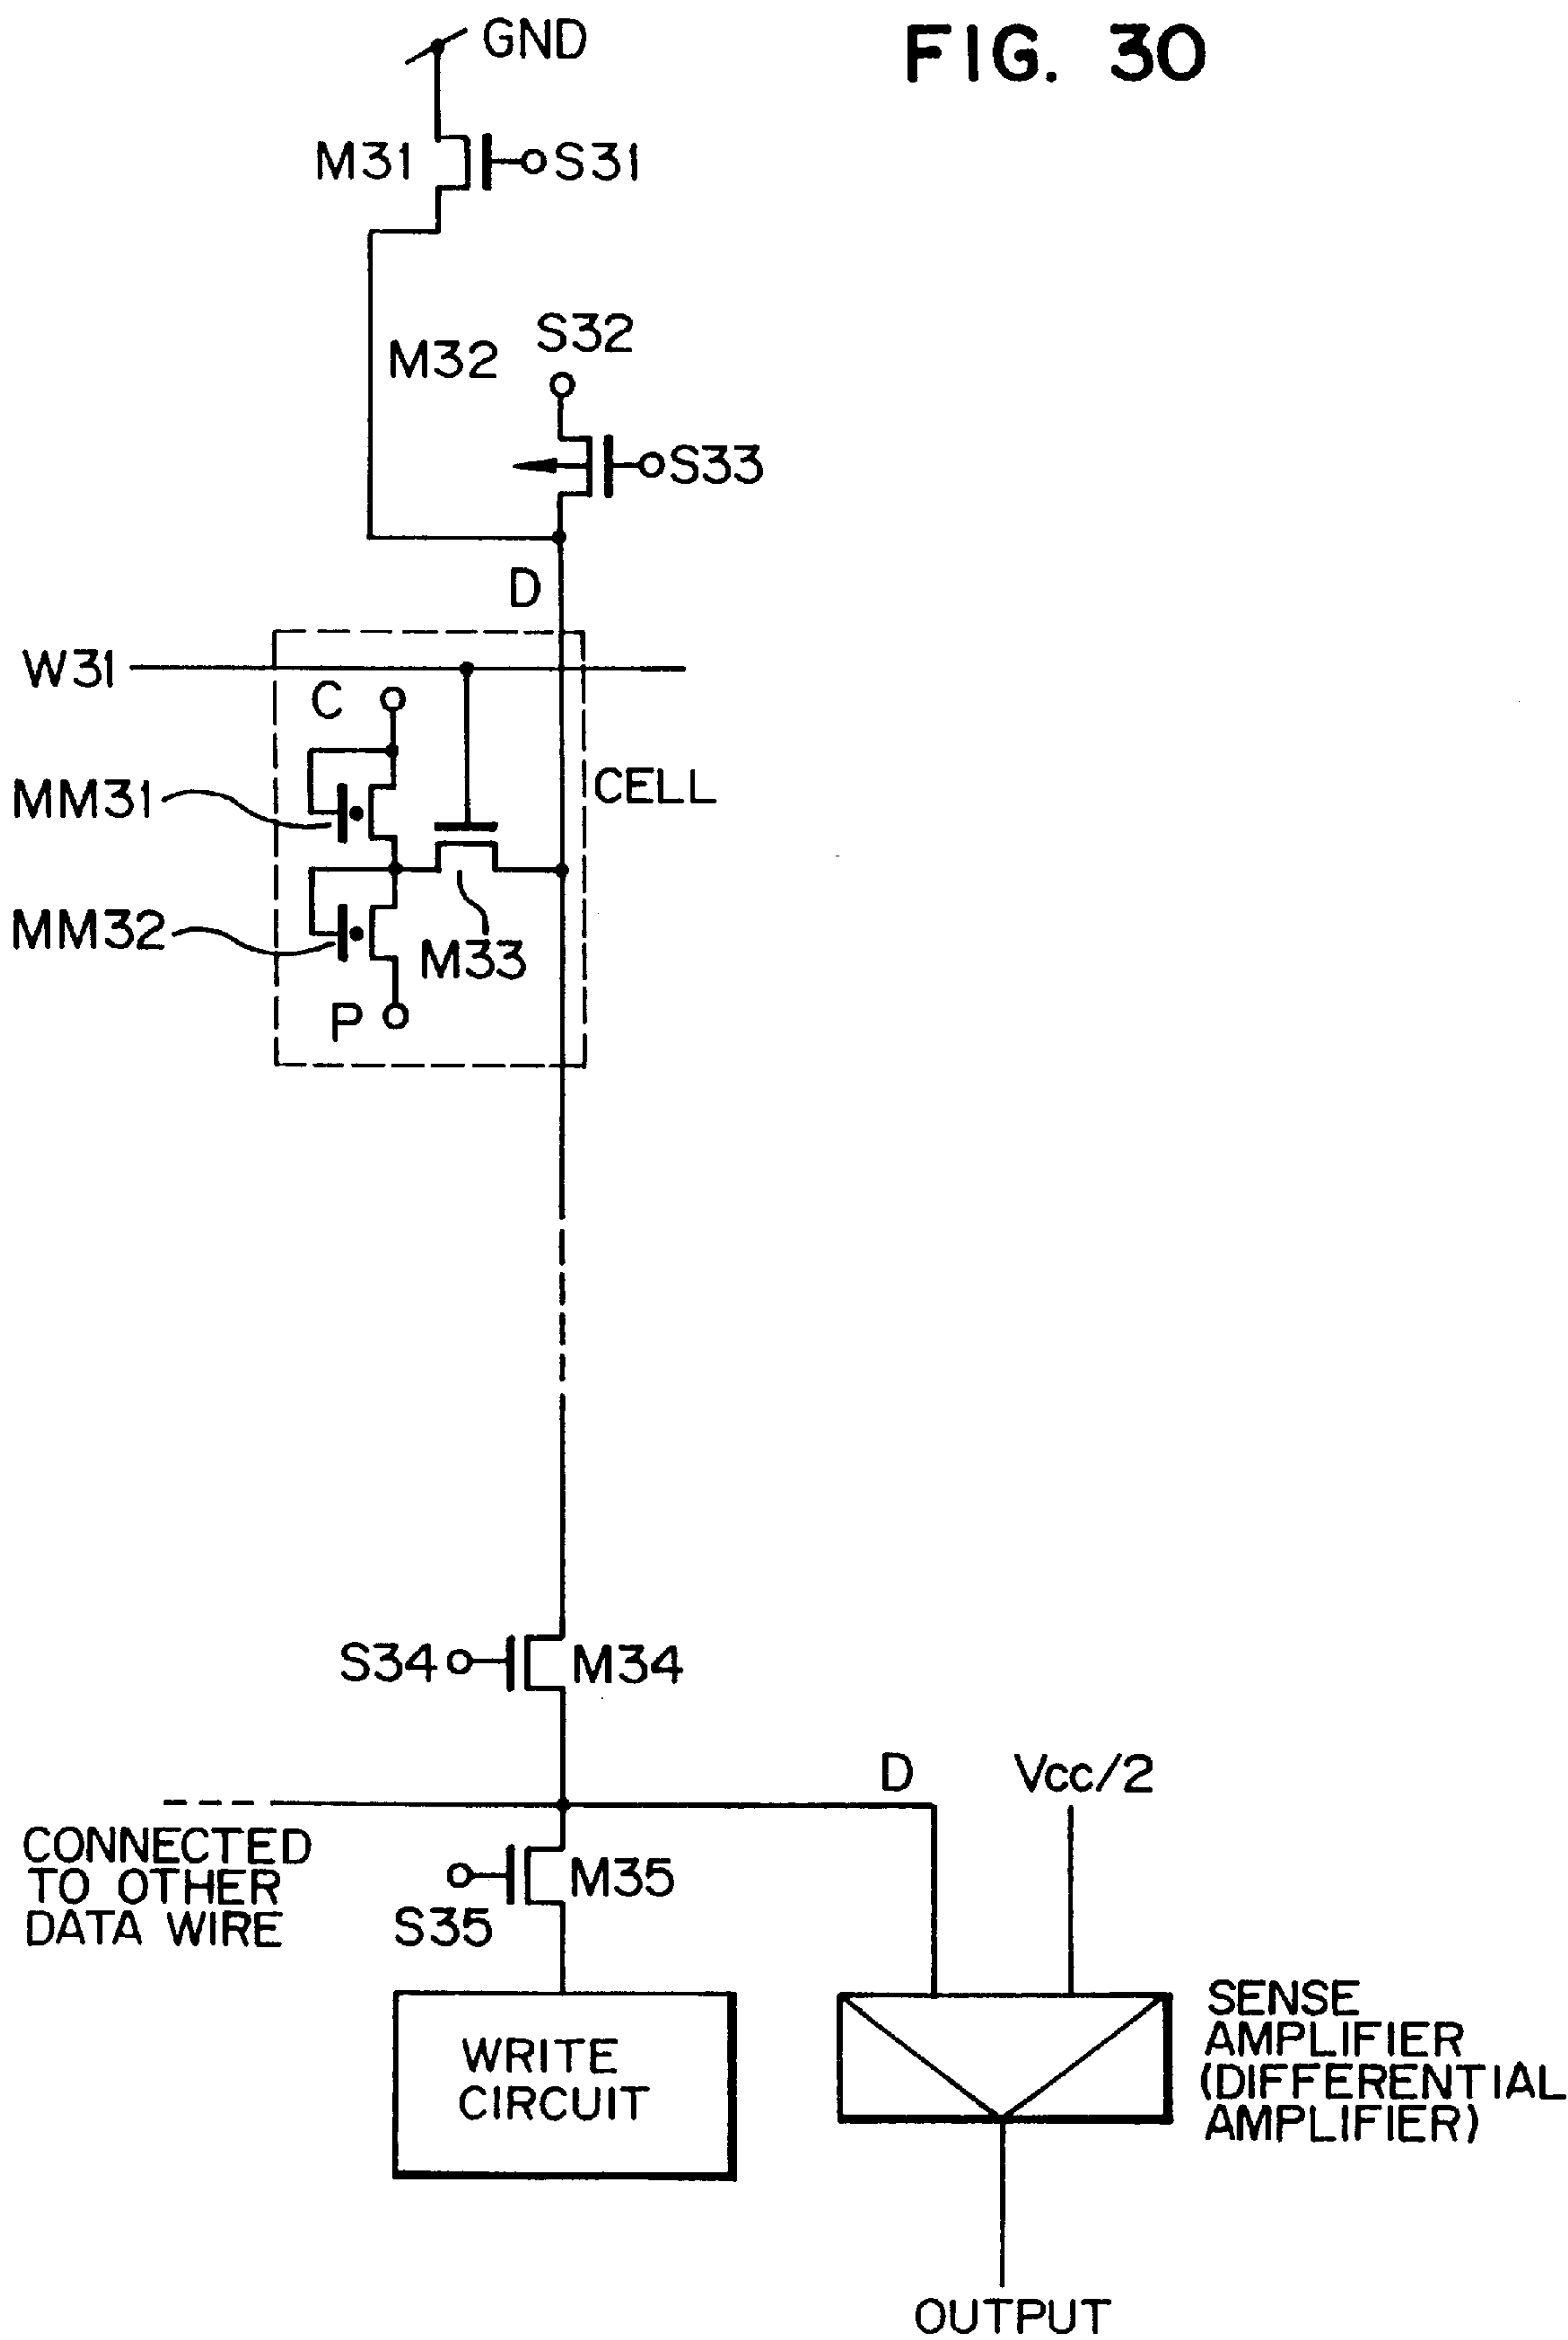 FIG. 30
GND
M31
S31
M32
S32
S33
D
W31
C
CELL
MM31
MM32
M33
P
S34
M34
D
Vcc/2
CONNECTED
TO OTHER
DATA WIRE
M35
S35
WRITE
CIRCUIT
SENSE
AMPLIFIER
(DIFFERENTIAL
AMPLIFIER)
OUTPUT